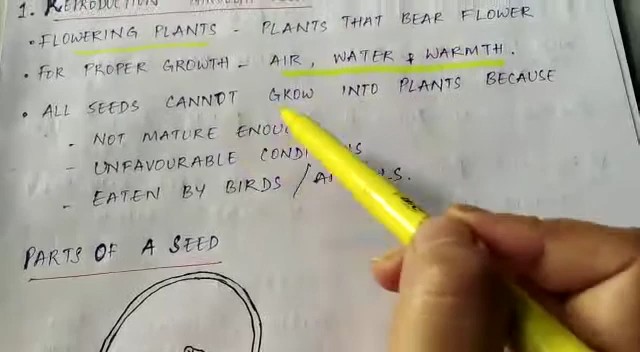 1. REPRODUCTION
• FLOWERING PLANTS - PLANTS THAT BEAR FLOWER
• FOR PROPER GROWTH - AIR, WATER & WARMTH.
• ALL SEEDS CANNOT GROW INTO PLANTS BECAUSE
- NOT MATURE
- UNFAVOURABLE
- EATEN BY BIRDS /
PARTS OF A SEED